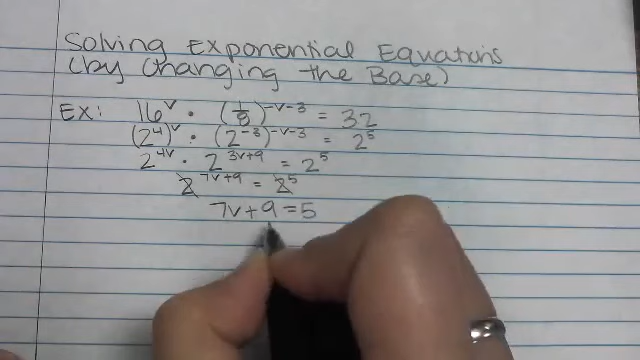 Solving Exponential Equations
(by Changing the Base)
Ex: 16^v · (1/8)^-v-3 = 32
(2^4)^v · (2^-3)^-v-3 = 2^5
2^4v · 2^3v+9 = 2^5
2^7v+9 = 2^5
7v+9=5